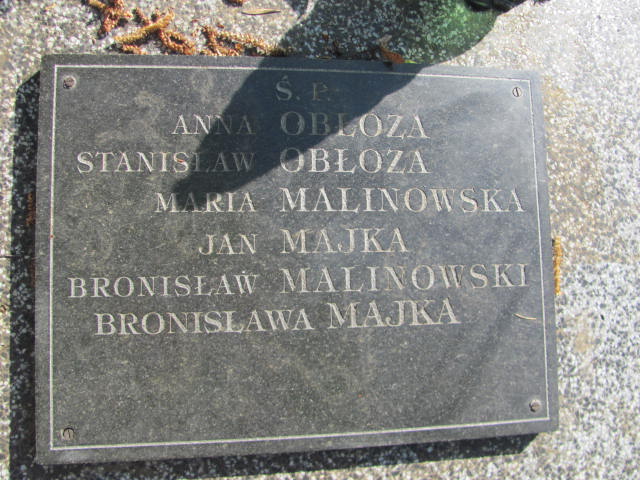 Ś. P.
ANNA OBŁOZA
STANISŁAW OBŁOZA
MARIA MALINOWSKA
JAN MAJKA
BRONISŁAW MALINOWSKI
BRONISŁAWA MAJKA